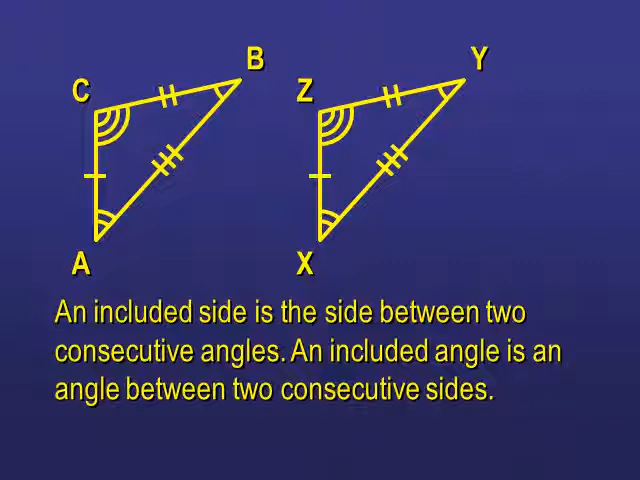 B
Y
C
Z
A
X
An included side is the side between two
consecutive angles. An included angle is an
angle between two consecutive sides.